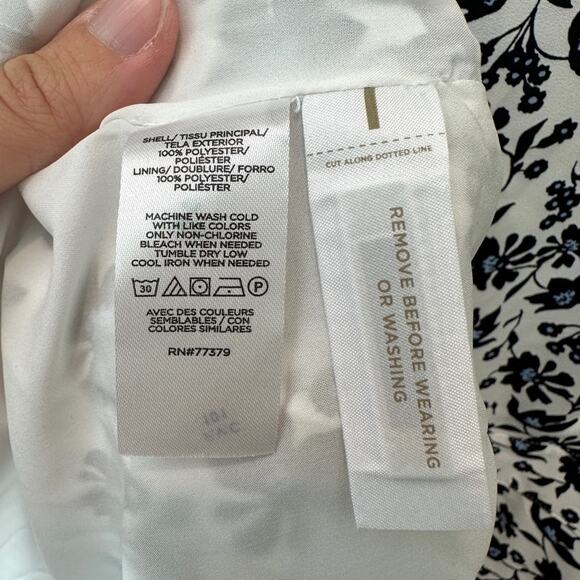 SHELL/ TISSU PRINCIPAL/
TELA EXTERIOR
100% POLYESTER/
POLIÉSTER
LINING/ DOUBLURE/ FORRO
100% POLYESTER/
POLIÉSTER
MACHINE WASH COLD
WITH LIKE COLORS
ONLY NON-CHLORINE
BLEACH WHEN NEEDED
TUMBLE DRY LOW
COOL IRON WHEN NEEDED
30 P
AVEC DES COULEURS
SEMBLABLES / CON
COLORES SIMILARES
RN#77379
CUT ALONG DOTTED LINE
REMOVE BEFORE WEARING
OR WASHING